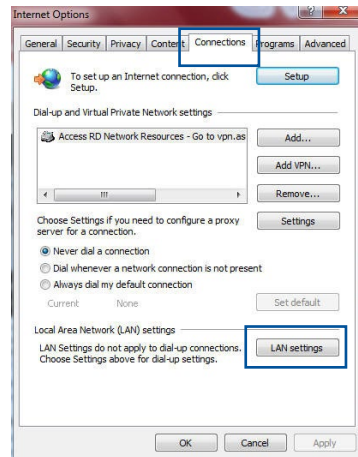 Internet Options
General Security Privacy Content Connections Programs Advanced
To set up an Internet connection, click
Setup.
Setup
Dial-up and Virtual Private Network settings
Access RD Network Resources - Go to vpn.as
Add...
Add VPN...
Remove...
Choose Settings if you need to configure a proxy
server for a connection.
Settings
Never dial a connection
Dial whenever a network connection is not present
Always dial my default connection
Current None
Set default
Local Area Network (LAN) settings
LAN Settings do not apply to dial-up connections.
Choose Settings above for dial-up settings.
LAN settings
OK Cancel Apply